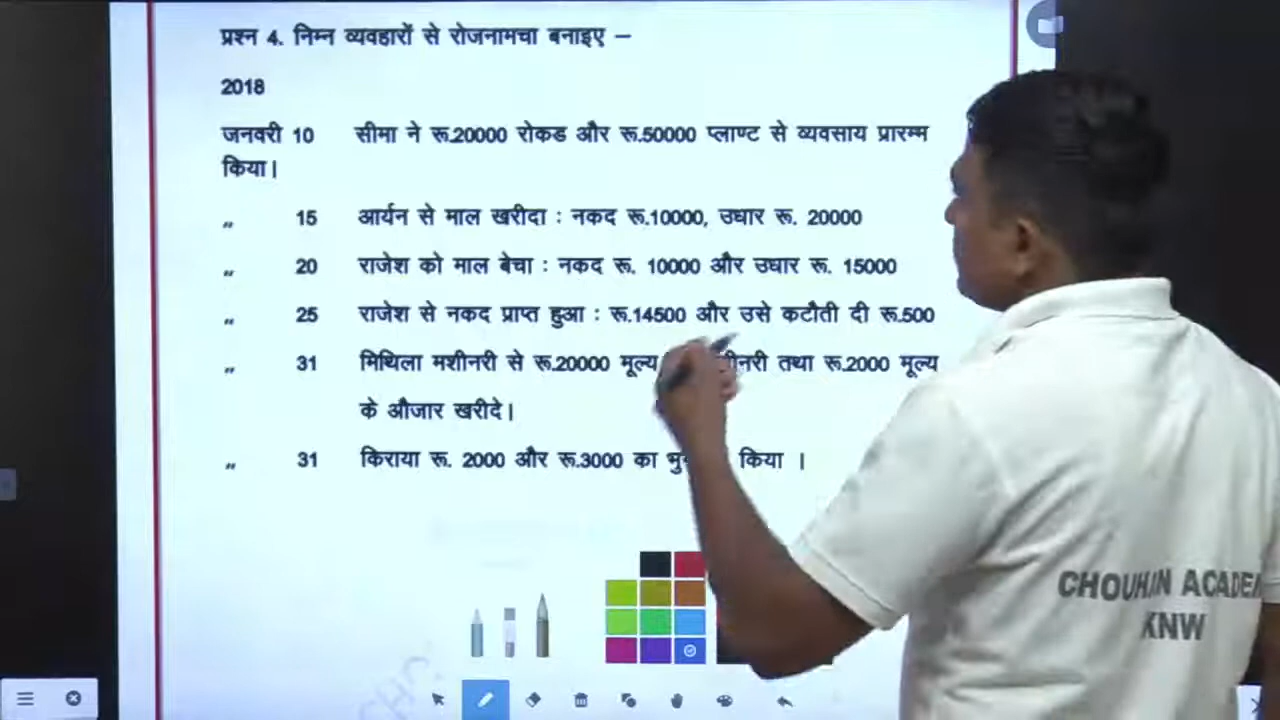 प्रश्न 4. निम्न व्यवहारों से रोजनामचा बनाइए –
2018
जनवरी 10 सीमा ने रू.20000 रोकड और रू.50000 प्लाण्ट से व्यवसाय प्रारम्भ
किया।
„ 15 आर्यन से माल खरीदा : नकद रू.10000, उधार रू. 20000
„ 20 राजेश को माल बेचा : नकद रू. 10000 और उधार रू. 15000
„ 25 राजेश से नकद प्राप्त हुआ : रू.14500 और उसे कटौती दी रू.500
„ 31 मिथिला मशीनरी से रू.20000 मूल्य तथा रू.2000 मूल्य
के औजार खरीदे।
„ 31 किराया रू. 2000 और रू.3000 का किया ।
CHOUHAN ACADEM
KNW